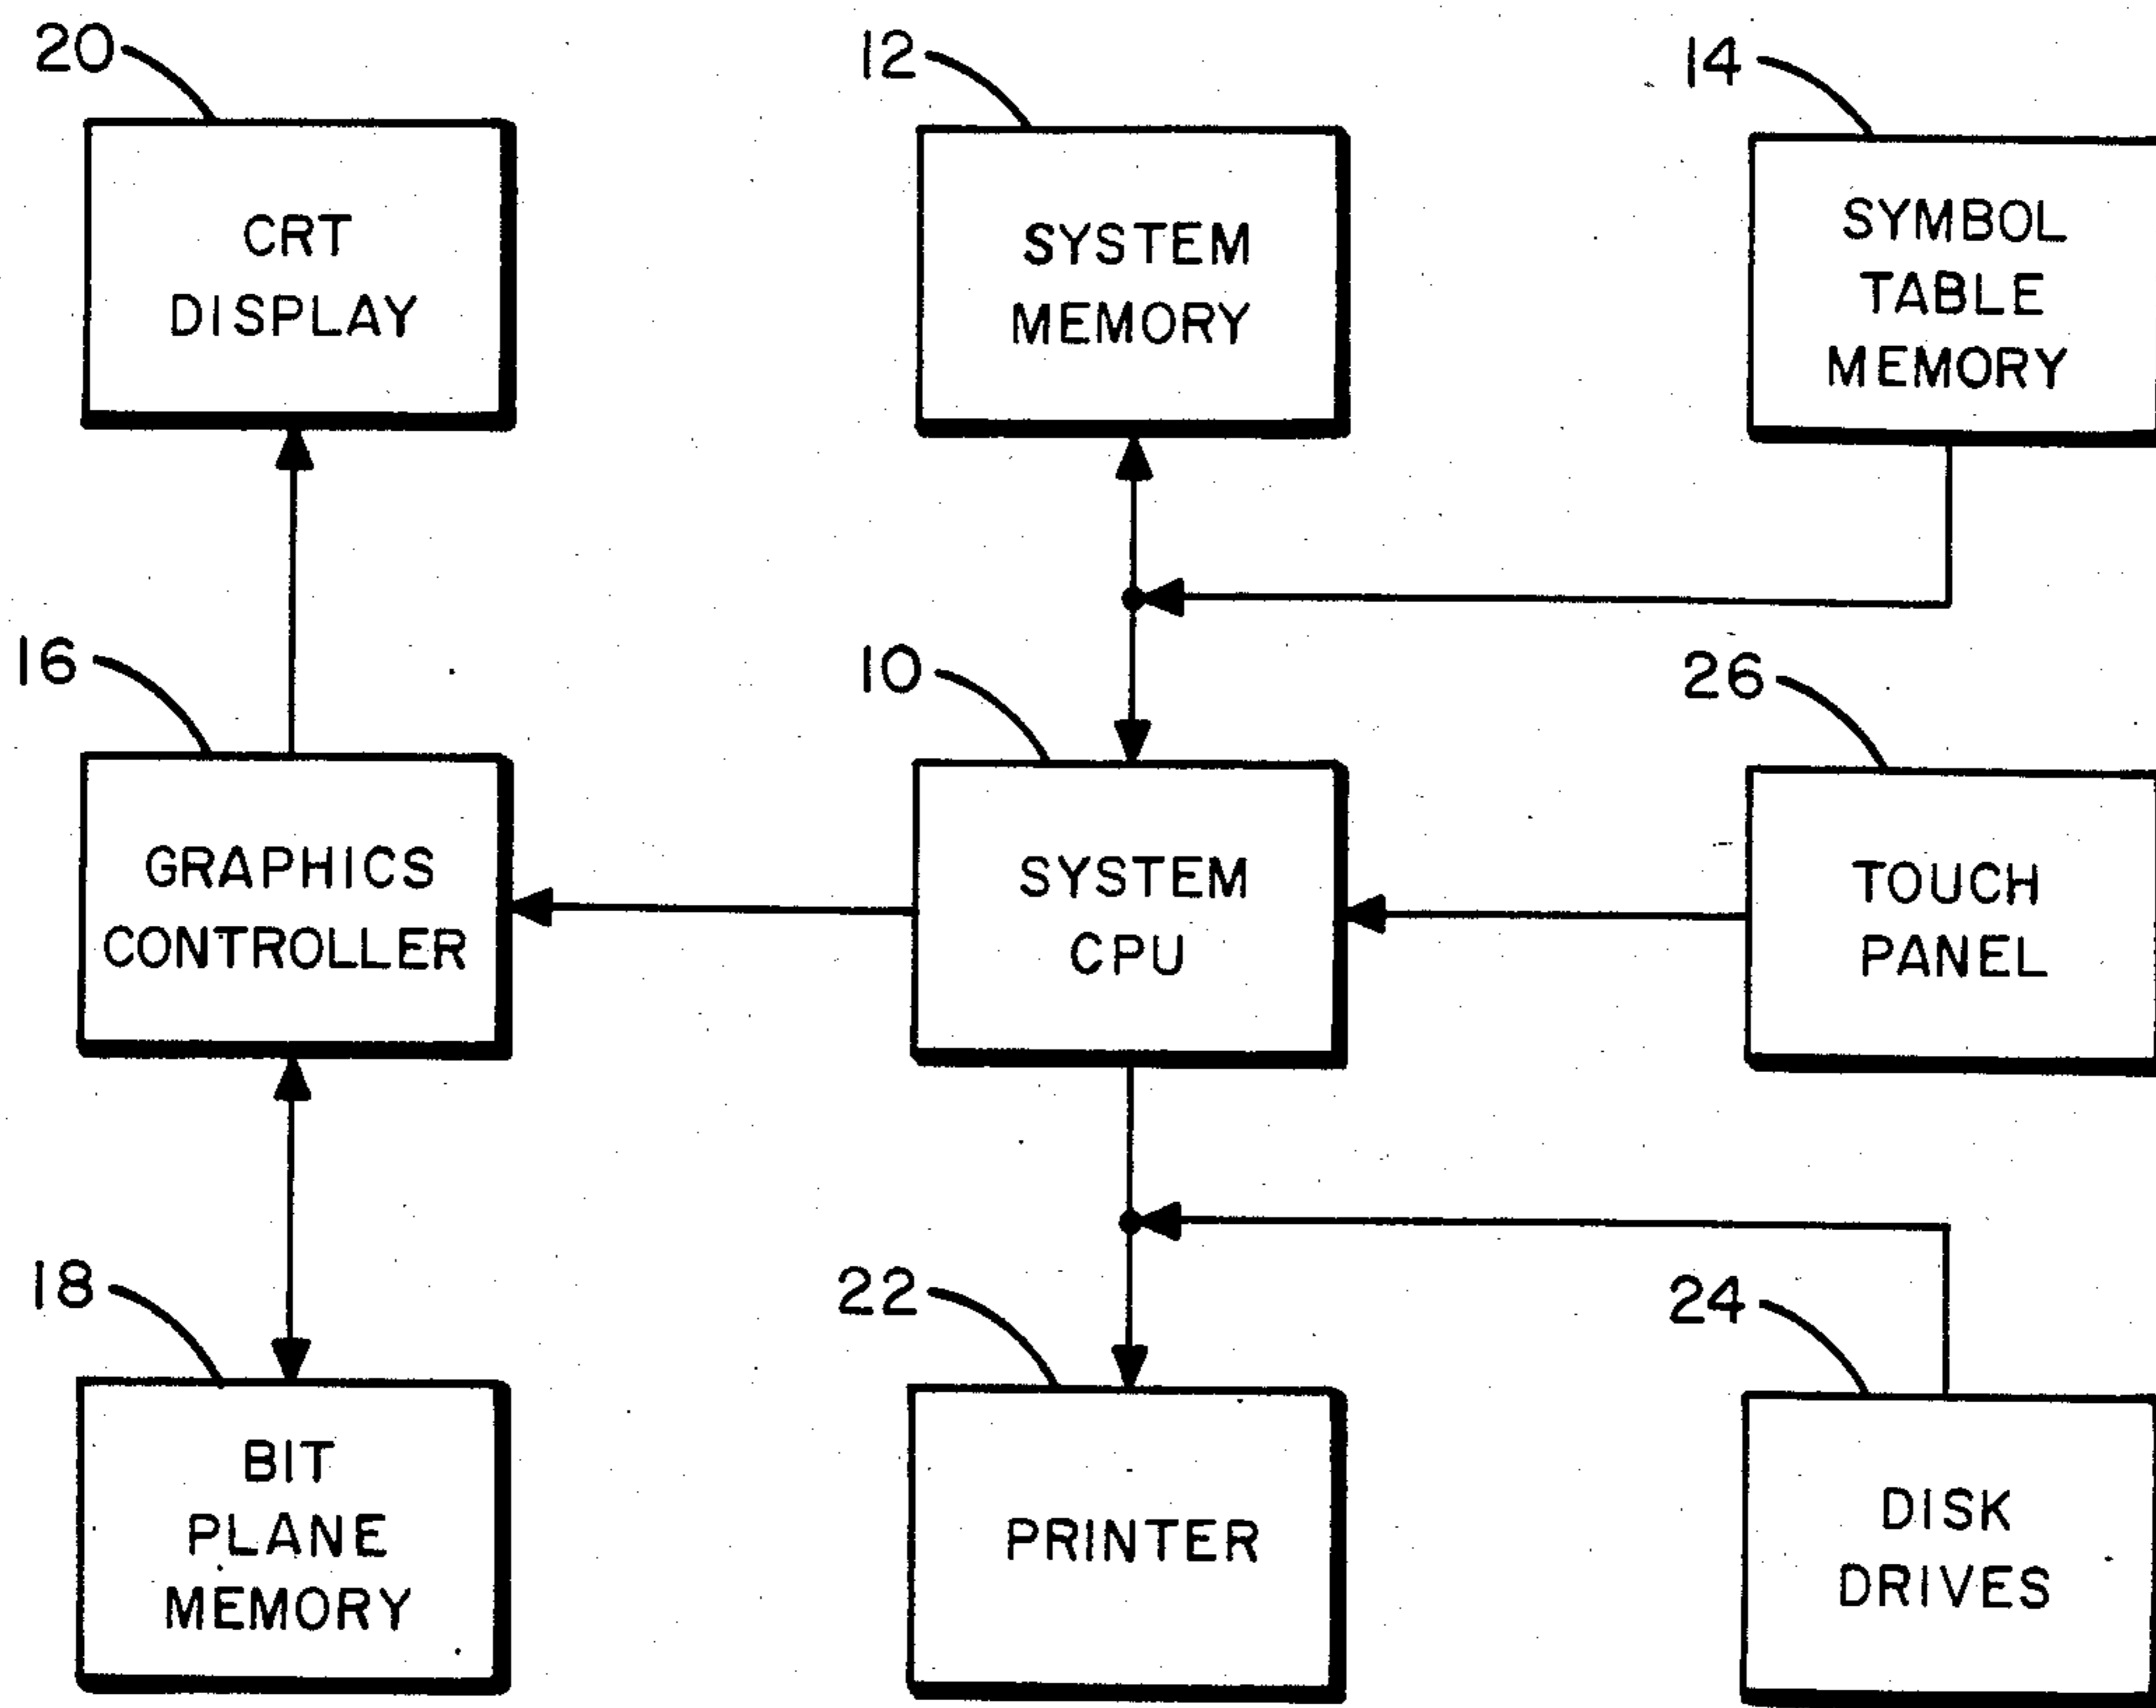 20
CRT
DISPLAY
12
SYSTEM
MEMORY
14
SYMBOL
TABLE
MEMORY
16
GRAPHICS
CONTROLLER
10
SYSTEM
CPU
26
TOUCH
PANEL
18
BIT
PLANE
MEMORY
22
PRINTER
24
DISK
DRIVES